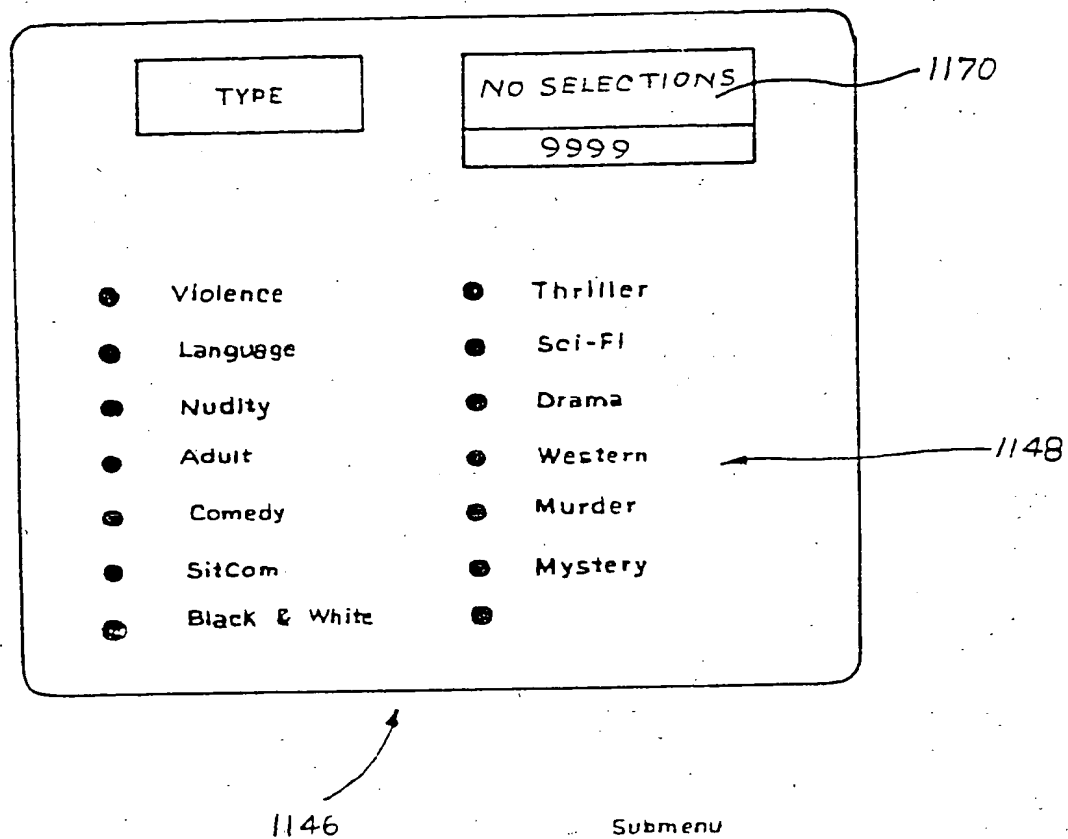 TYPE
NO SELECTIONS
9999
1170
Violence
Language
Nudity
Adult
Comedy
SitCom
Black & White
Thriller
Sci-Fi
Drama
Western
Murder
Mystery
1148
1146
Submenu